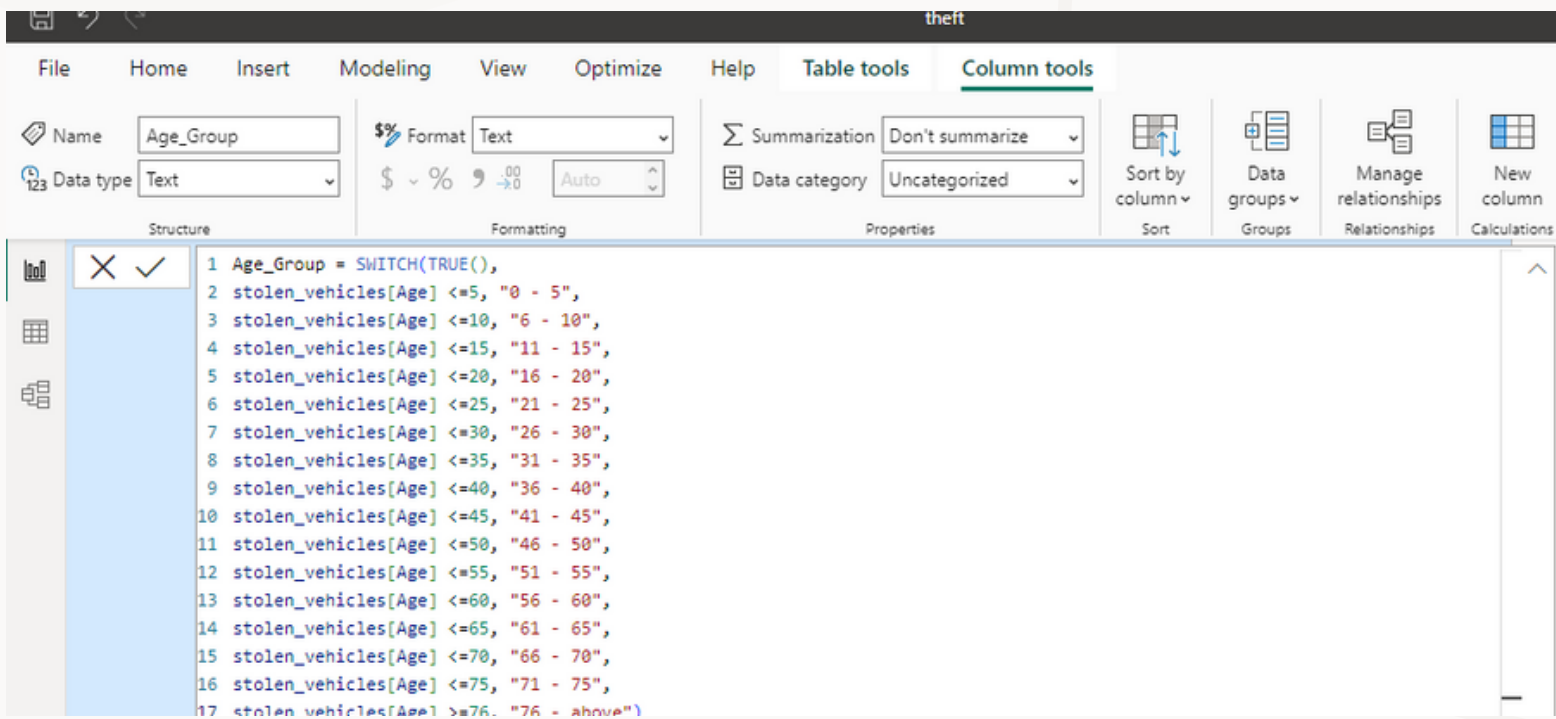 theft
File Home Insert Modeling View Optimize Help Table tools Column tools
Name Age_Group $% Format Text Summarization Don't summarize Sort by column Data groups Manage relationships New column
123 Data type Text $ % 9 .00 →0 Auto Data category Uncategorized
Structure Formatting Properties Sort Groups Relationships Calculations
1 Age_Group = SWITCH(TRUE(),
2 stolen_vehicles[Age] <=5, "0 - 5",
3 stolen_vehicles[Age] <=10, "6 - 10",
4 stolen_vehicles[Age] <=15, "11 - 15",
5 stolen_vehicles[Age] <=20, "16 - 20",
6 stolen_vehicles[Age] <=25, "21 - 25",
7 stolen_vehicles[Age] <=30, "26 - 30",
8 stolen_vehicles[Age] <=35, "31 - 35",
9 stolen_vehicles[Age] <=40, "36 - 40",
10 stolen_vehicles[Age] <=45, "41 - 45",
11 stolen_vehicles[Age] <=50, "46 - 50",
12 stolen_vehicles[Age] <=55, "51 - 55",
13 stolen_vehicles[Age] <=60, "56 - 60",
14 stolen_vehicles[Age] <=65, "61 - 65",
15 stolen_vehicles[Age] <=70, "66 - 70",
16 stolen_vehicles[Age] <=75, "71 - 75",
17 stolen_vehicles[Age] >=76, "76 - above")